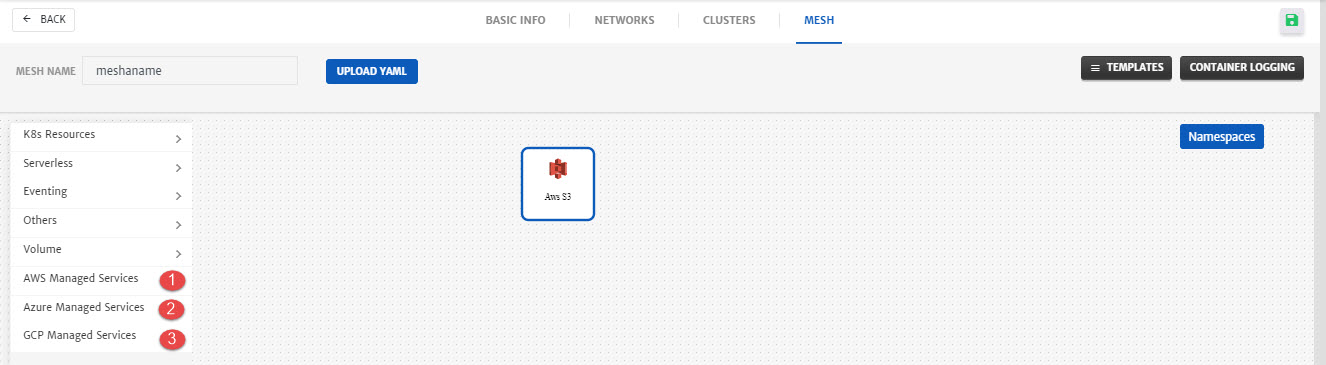 BACK
BASIC INFO
NETWORKS
CLUSTERS
MESH
MESH NAME
meshaname
UPLOAD YAML
TEMPLATES
CONTAINER LOGGING
Namespaces
K8s Resources
Serverless
Eventing
Others
Volume
AWS Managed Services 1
Azure Managed Services 2
GCP Managed Services 3
Aws S3